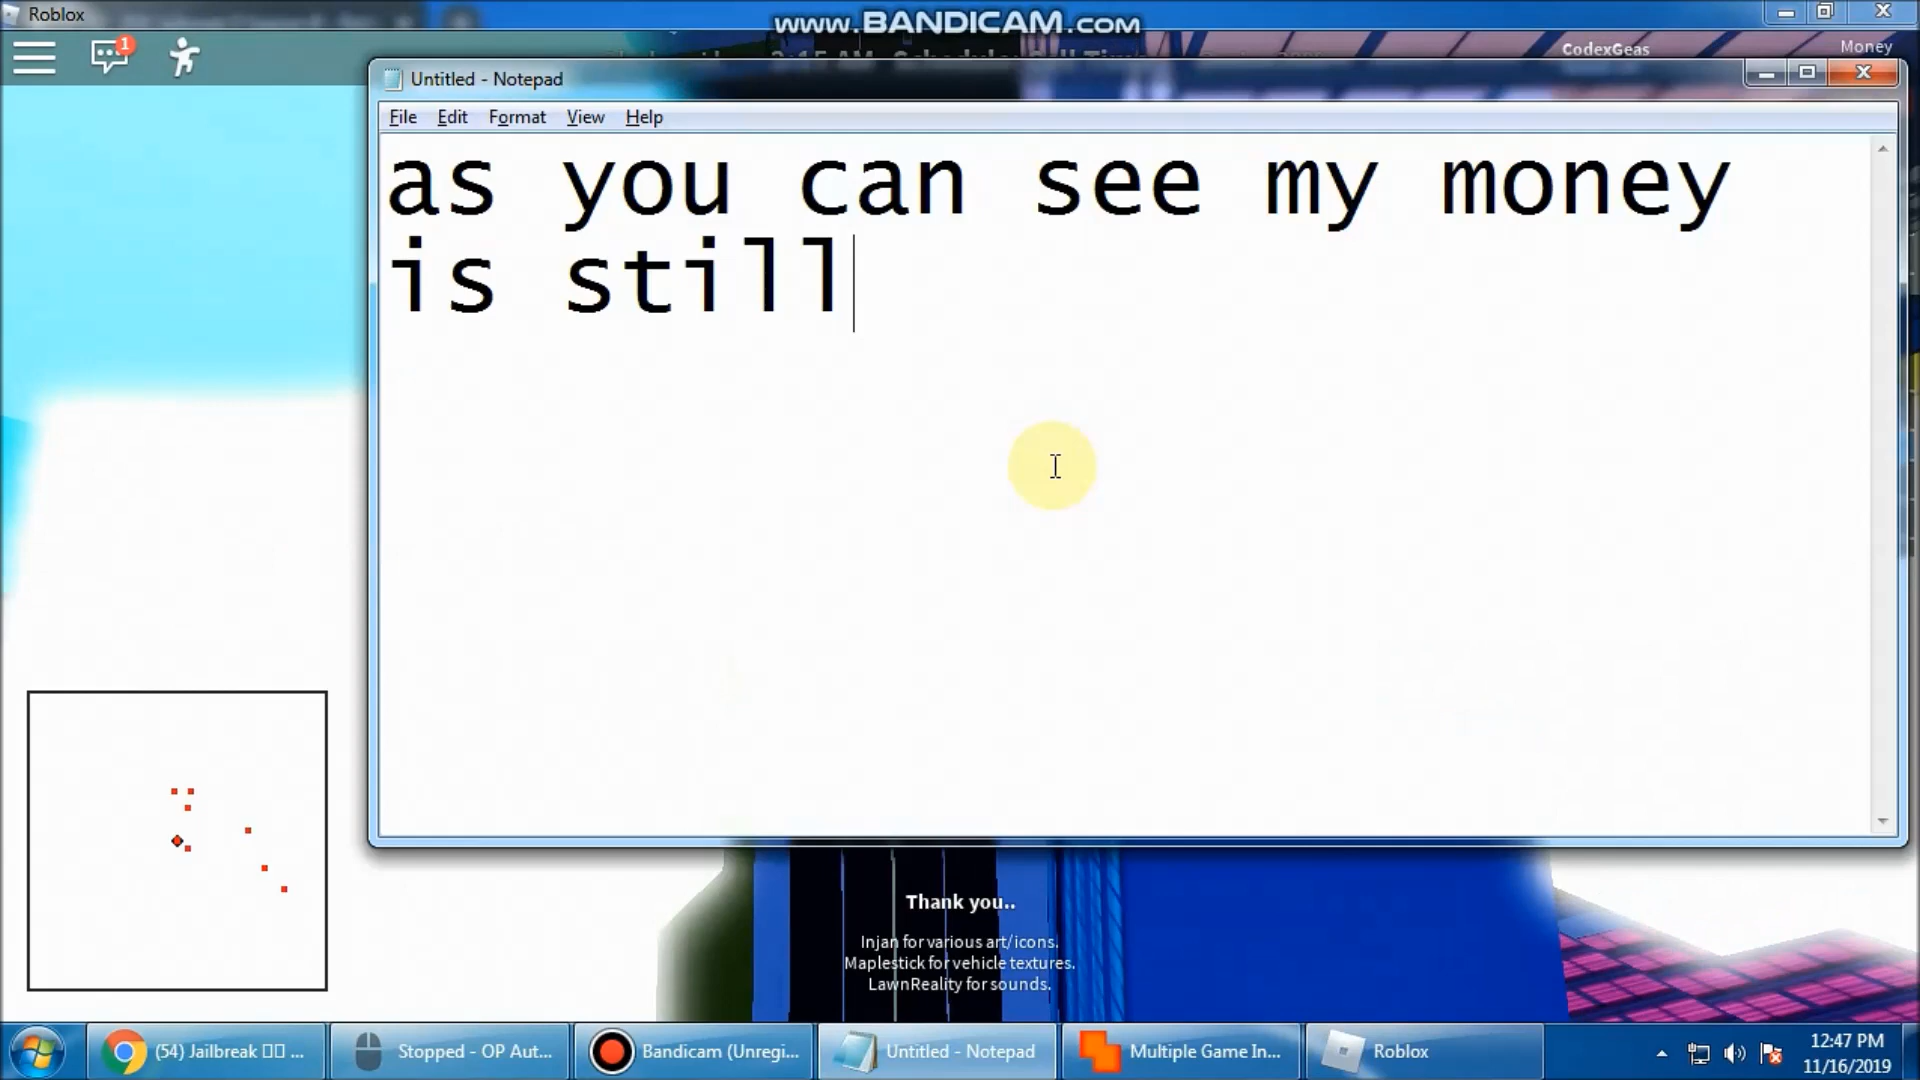 Roblox
www.BANDICAM.com
1
CodexGeas
Money
Untitled - Notepad
File Edit Format View Help
as you can see my money
is still
Thank you..
Injan for various art/icons.
Maplestick for vehicle textures.
LawnReality for sounds.
(54) Jailbreak
Stopped - OP Aut...
Bandicam (Unregi...
Untitled - Notepad
Multiple Game In...
Roblox
12:47 PM
11/16/2019